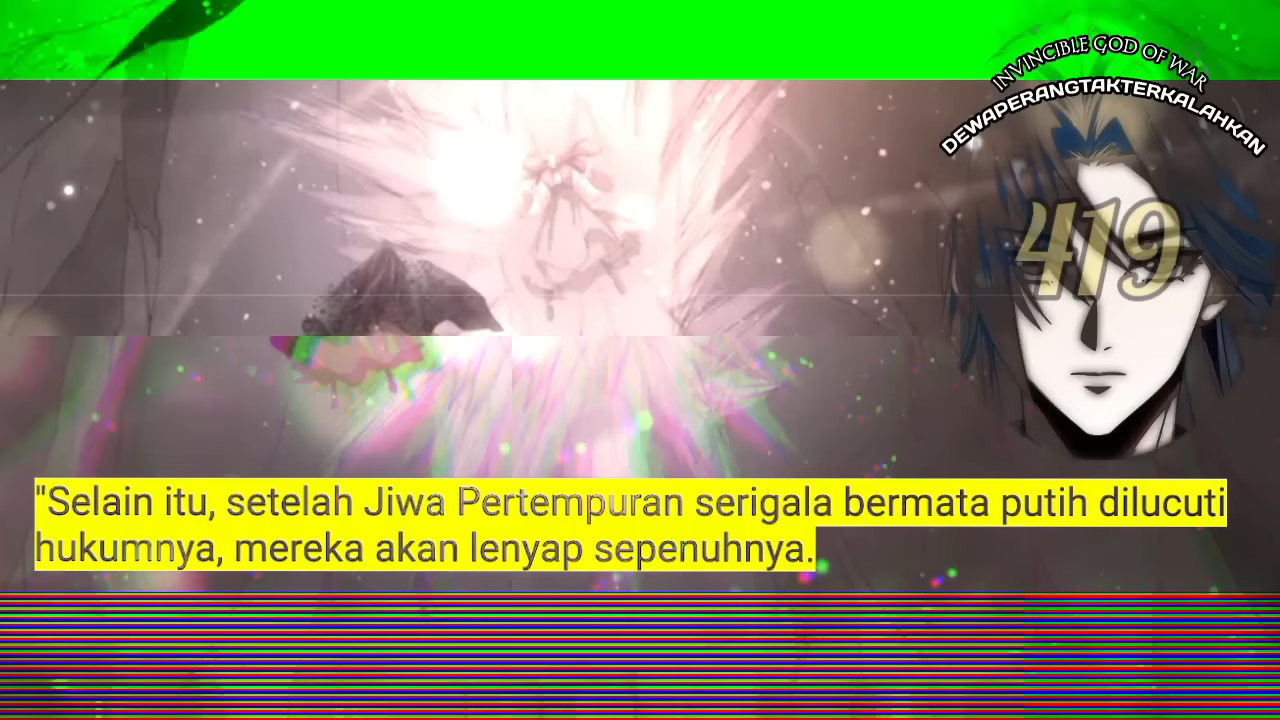 INVINCIBLE GOD OF WAR
DEWAPERANGTAKTERKALAHKAN
419
"Selain itu, setelah Jiwa Pertempuran serigala bermata putih dilucuti
hukumnya, mereka akan lenyap sepenuhnya.